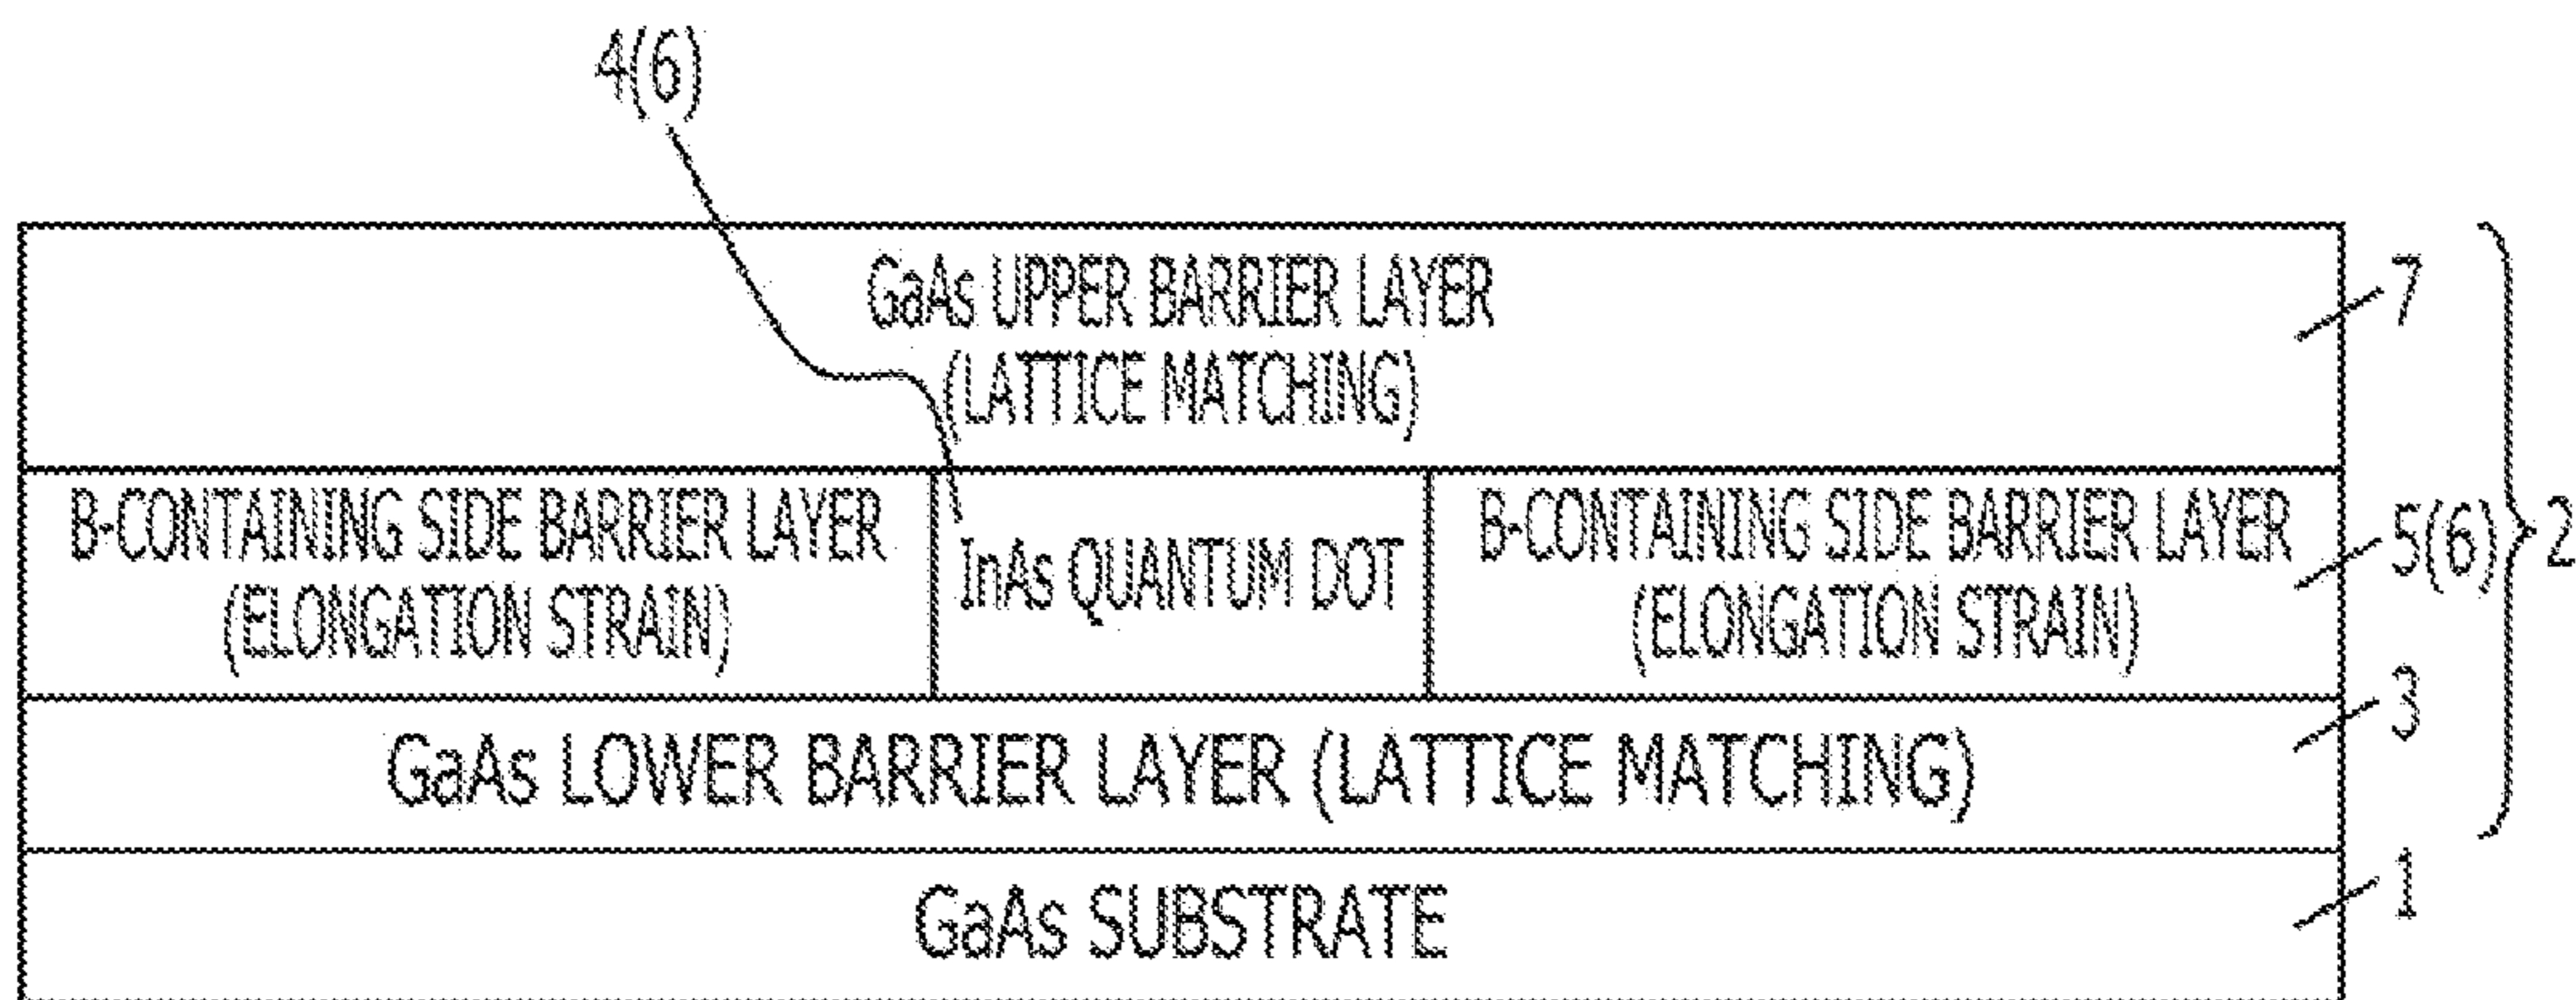 4(6)
GaAs UPPER BARRIER LAYER
7
(LATTICE MATCHING)
B-CONTAINING SIDE BARRIER LAYER
(ELONGATION STRAIN)
InAs QUANTUM DOT
B-CONTAINING SIDE BARRIER LAYER
(ELONGATION STRAIN)
5(6)
2
3
GaAs LOWER BARRIER LAYER (LATTICE MATCHING)
1
GaAs SUBSTRATE